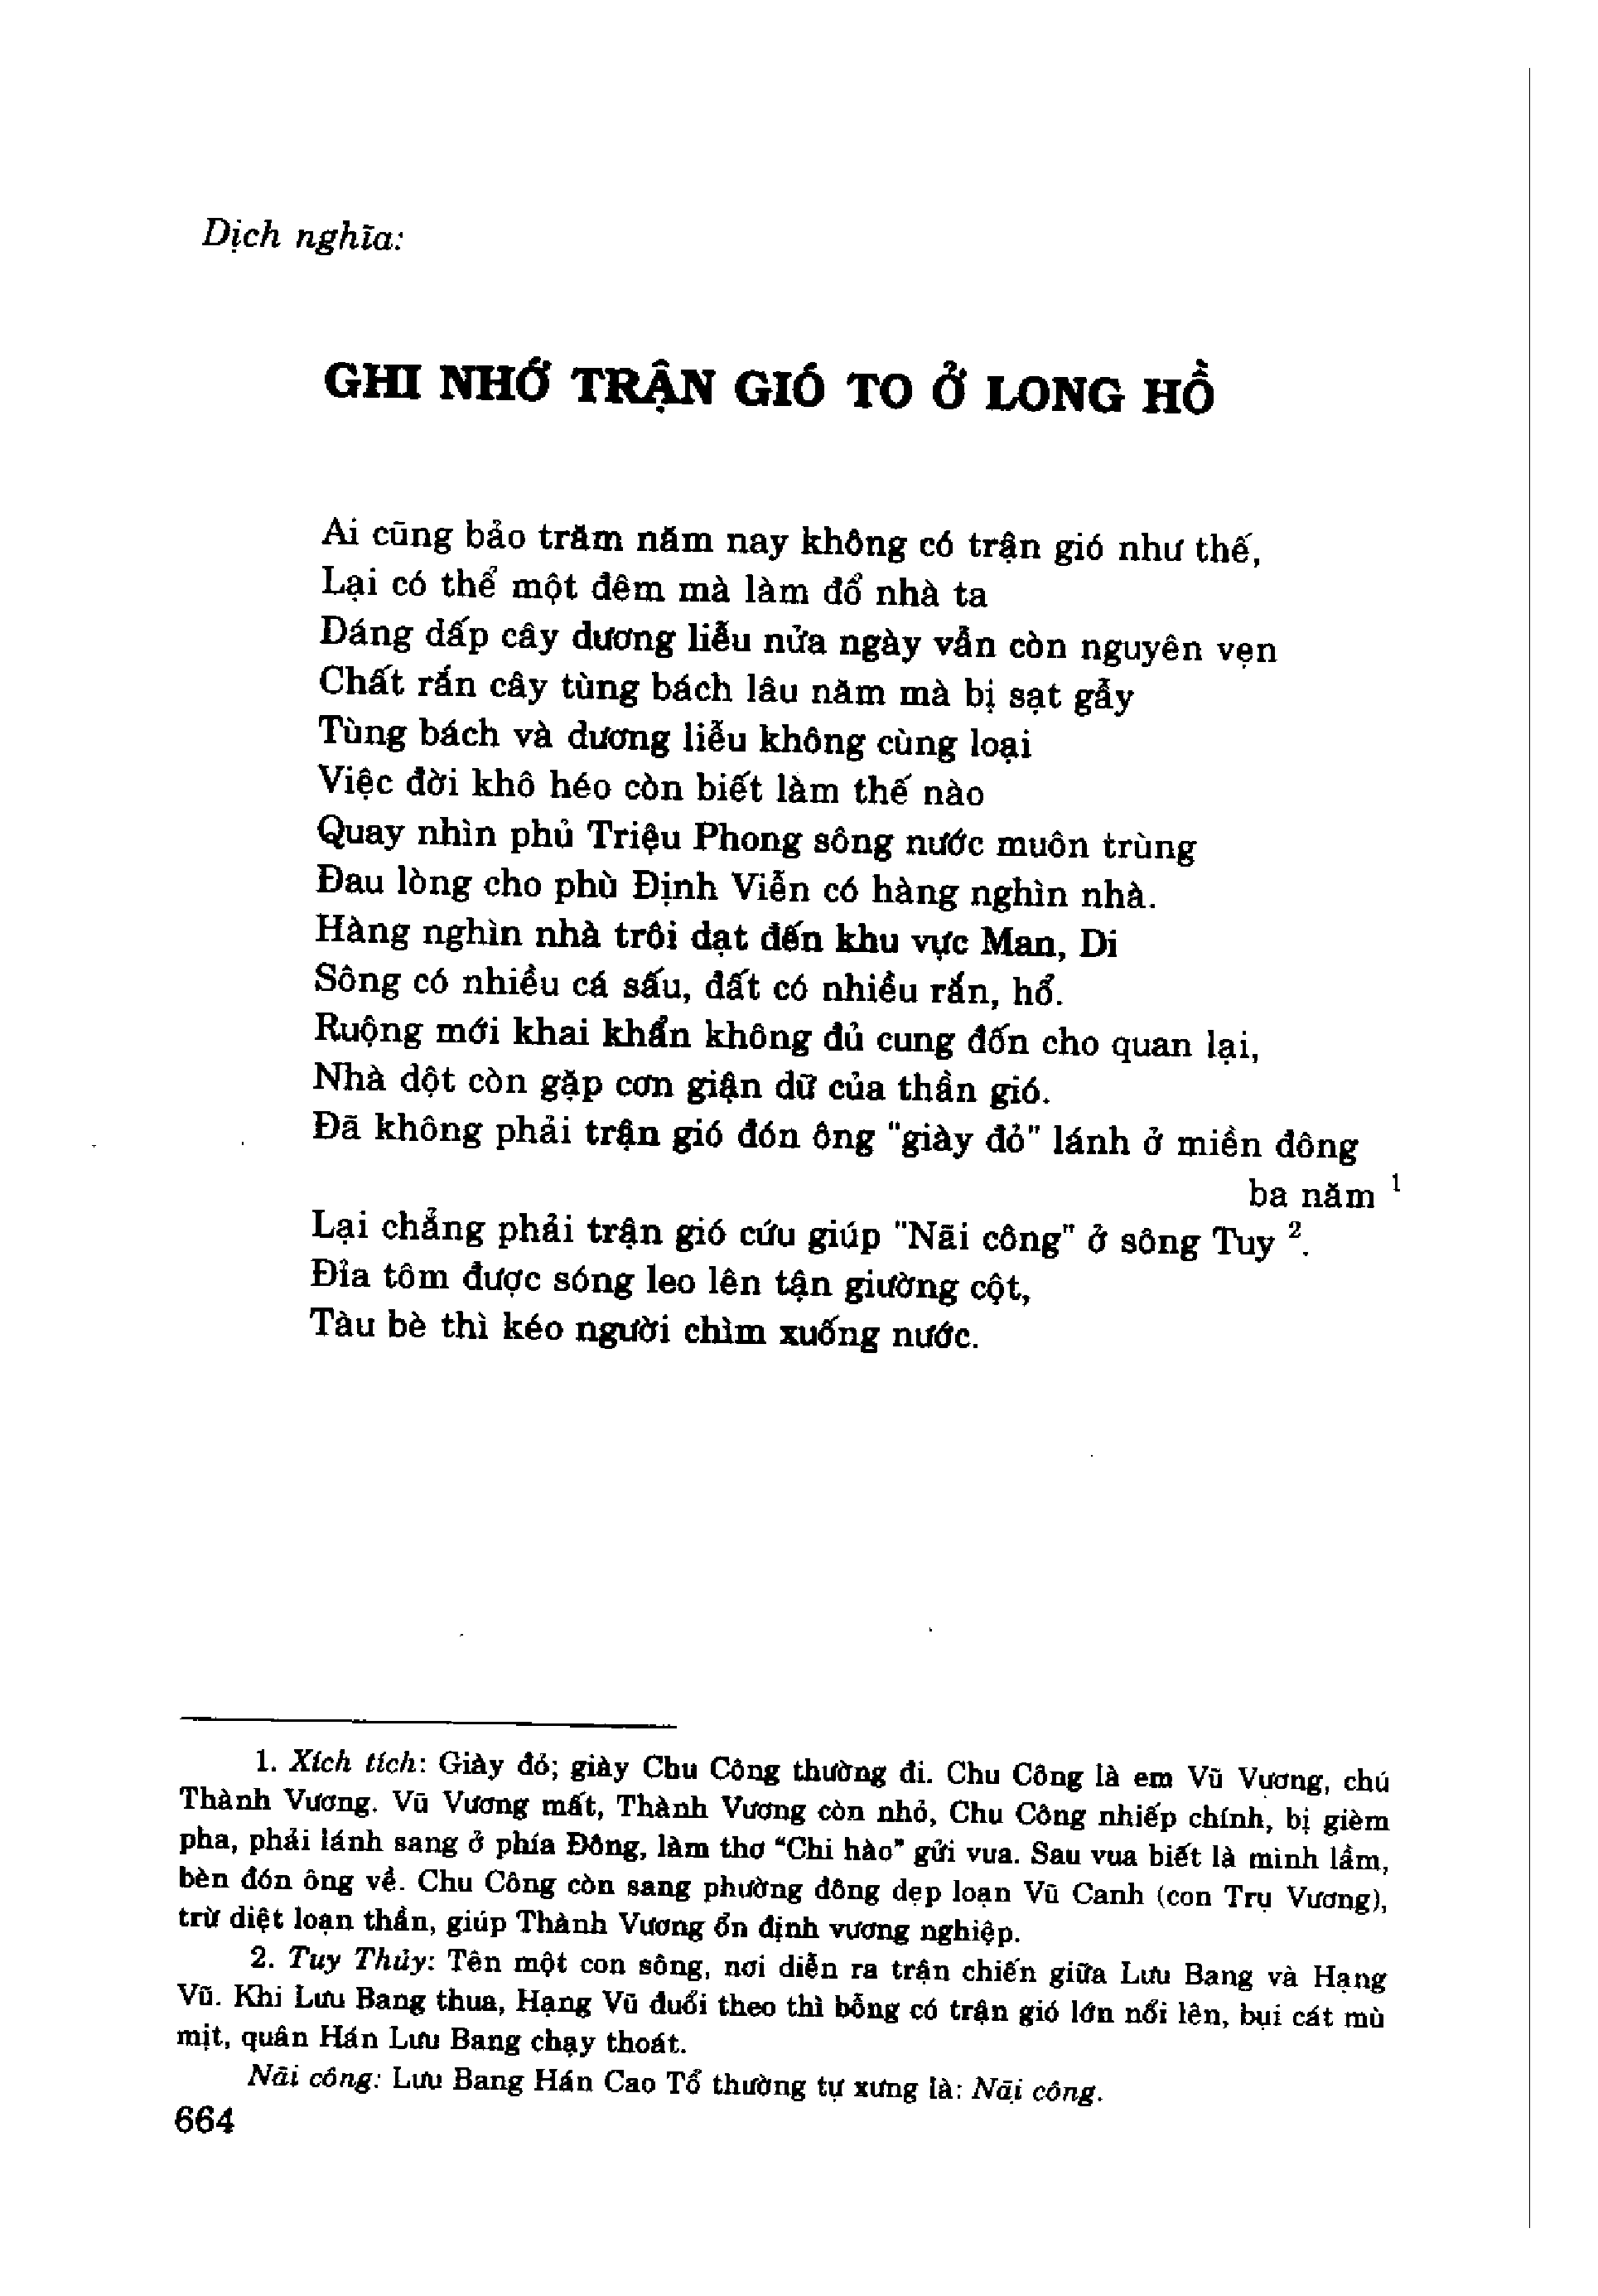 Dịch nghĩa:
GHI NHỚ TRẬN GIÓ TO Ở LONG HỒ
Ai cũng bảo trăm năm nay không có trận gió như thế,
Lại có thể một đêm mà làm đổ nhà ta
Dáng dấp cây dương liễu nửa ngày vẫn còn nguyên vẹn
Chất rắn cây tùng bách lâu năm mà bị sạt gẫy
Tùng bách và dương liễu không cùng loại
Việc đời khô héo còn biết làm thế nào
Quay nhìn phủ Triệu Phong sông nước muôn trùng
Đau lòng cho phù Định Viễn có hàng nghìn nhà.
Hàng nghìn nhà trôi dạt đến khu vực Man, Di
Sông có nhiều cá sấu, đất có nhiều rắn, hổ.
Ruộng mới khai khẩn không đủ cung đốn cho quan lại,
Nhà dột còn gặp cơn giận dữ của thần gió.
Đã không phải trận gió đón ông "giày đỏ" lánh ở miền đông
ba năm 1
Lại chẳng phải trận gió cứu giúp "Nãi công" ở sông Tuy 2.
Đỉa tôm được sóng leo lên tận giường cột,
Tàu bè thì kéo người chìm xuống nước.
1. Xích tích: Giày đỏ; giày Chu Công thường đi. Chu Công là em Vũ Vương, chú
Thành Vương. Vũ Vương mất, Thành Vương còn nhỏ, Chu Công nhiếp chính, bị gièm
pha, phải lánh sang ở phía Đông, làm thơ “Chi hào” gửi vua. Sau vua biết là mình lầm,
bèn đón ông về. Chu Công còn sang phường đông dẹp loạn Vũ Canh (con Trụ Vương),
trừ diệt loạn thần, giúp Thành Vương ổn định vương nghiệp.
2. Tuy Thủy: Tên một con sông, nơi diễn ra trận chiến giữa Lưu Bang và Hạng
Vũ. Khi Lưu Bang thua, Hạng Vũ đuổi theo thì bỗng có trận gió lớn nổi lên, bụi cát mù
mịt, quân Hán Lưu Bang chạy thoát.
Nãi công: Lưu Bang Hán Cao Tổ thường tự xưng là: Nãi công.
664